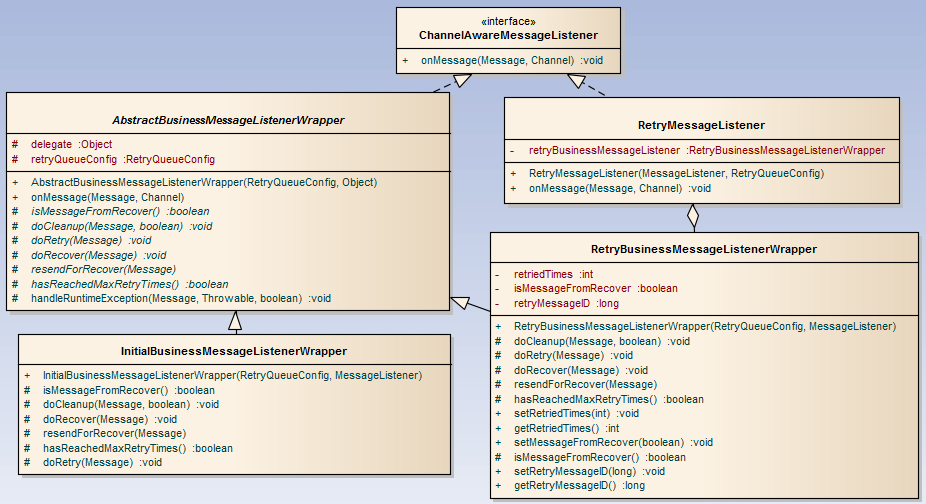 «interface»
ChannelAwareMessageListener
+ onMessage(Message, Channel) :void
AbstractBusinessMessageListenerWrapper
# delegate :Object
# retryQueueConfig :RetryQueueConfig
+ AbstractBusinessMessageListenerWrapper(RetryQueueConfig, Object)
+ onMessage(Message, Channel)
# isMessageFromRecover() :boolean
# doCleanup(Message, boolean) :void
# doRetry(Message) :void
# doRecover(Message) :void
# resendForRecover(Message)
# hasReachedMaxRetryTimes() :boolean
# handleRuntimeException(Message, Throwable, boolean) :void
RetryMessageListener
- retryBusinessMessageListener :RetryBusinessMessageListenerWrapper
+ RetryMessageListener(MessageListener, RetryQueueConfig)
+ onMessage(Message, Channel) :void
InitialBusinessMessageListenerWrapper
+ InitialBusinessMessageListenerWrapper(RetryQueueConfig, MessageListener)
# isMessageFromRecover() :boolean
# doCleanup(Message, boolean) :void
# doRecover(Message) :void
# resendForRecover(Message)
# hasReachedMaxRetryTimes() :boolean
# doRetry(Message) :void
RetryBusinessMessageListenerWrapper
- retriedTimes :int
- isMessageFromRecover :boolean
- retryMessageID :long
+ RetryBusinessMessageListenerWrapper(RetryQueueConfig, MessageListener)
# doCleanup(Message, boolean) :void
# doRetry(Message) :void
# doRecover(Message) :void
# resendForRecover(Message)
# hasReachedMaxRetryTimes() :boolean
+ setRetriedTimes(int) :void
+ getRetriedTimes() :int
+ setMessageFromRecover(boolean) :void
# isMessageFromRecover() :boolean
+ setRetryMessageID(long) :void
+ getRetryMessageID() :long